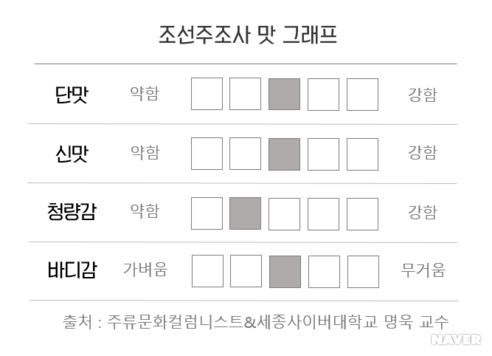 조선주조사 맛 그래프
단맛 약함 강함
신맛 약함 강함
청량감 약함 강함
바디감 가벼움 무거움
출처 : 주류문화컬럼니스트&세종사이버대학교 명욱 교수
NAVER